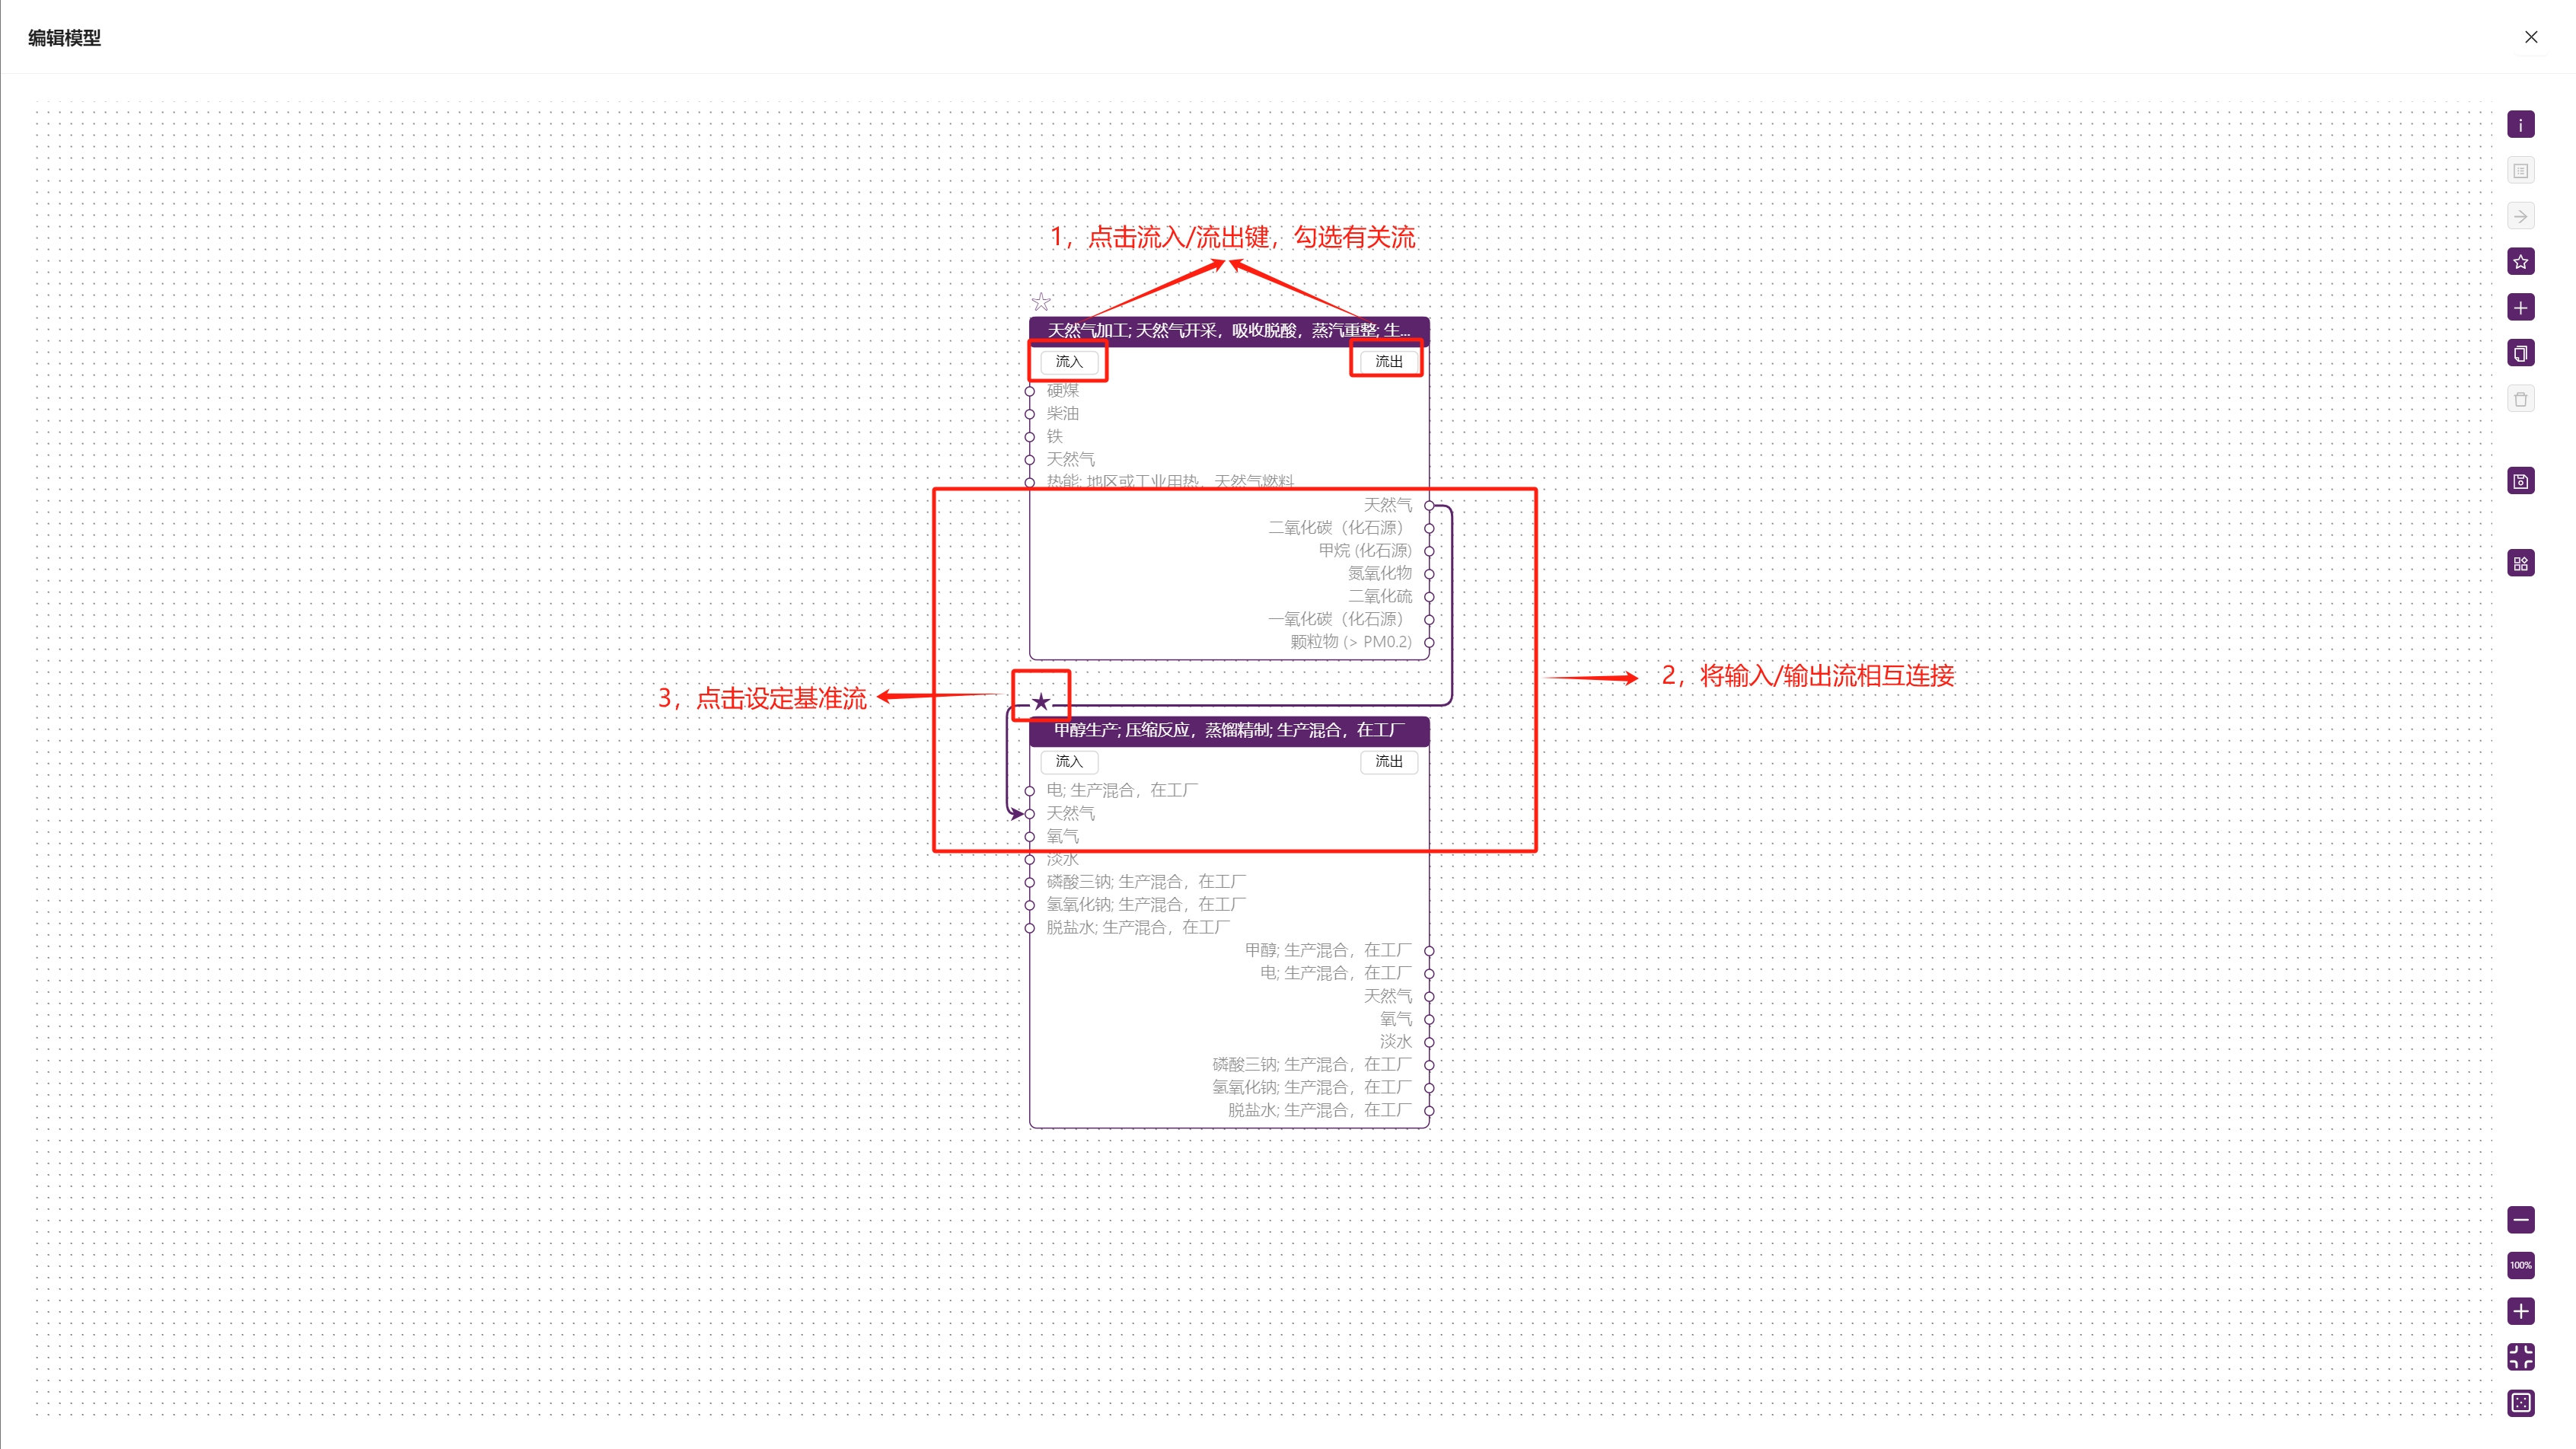 编辑模型
1，点击流入/流出键，勾选有关流
天然气加工; 天然气开采，吸收脱酸，蒸汽重整; 生...
流入
流出
硬煤
柴油
铁
天然气
热能; 地区或工业用热，天然气燃料
天然气
二氧化碳（化石源）
甲烷 (化石源)
氮氧化物
二氧化硫
一氧化碳（化石源）
颗粒物 (> PM0.2)
2，将输入/输出流相互连接
3，点击设定基准流
甲醇生产; 压缩反应，蒸馏精制; 生产混合，在工厂
流入
流出
电; 生产混合，在工厂
天然气
氧气
淡水
磷酸三钠; 生产混合，在工厂
氢氧化钠; 生产混合，在工厂
脱盐水; 生产混合，在工厂
甲醇; 生产混合，在工厂
电; 生产混合，在工厂
天然气
氧气
淡水
磷酸三钠; 生产混合，在工厂
氢氧化钠; 生产混合，在工厂
脱盐水; 生产混合，在工厂
100%